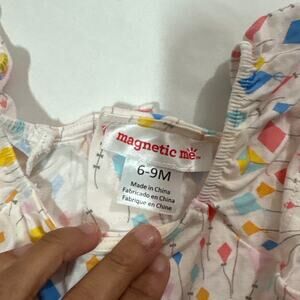 magnetic me
6-9M
Made in China
Fabricado en China
Fabriqué en Chine